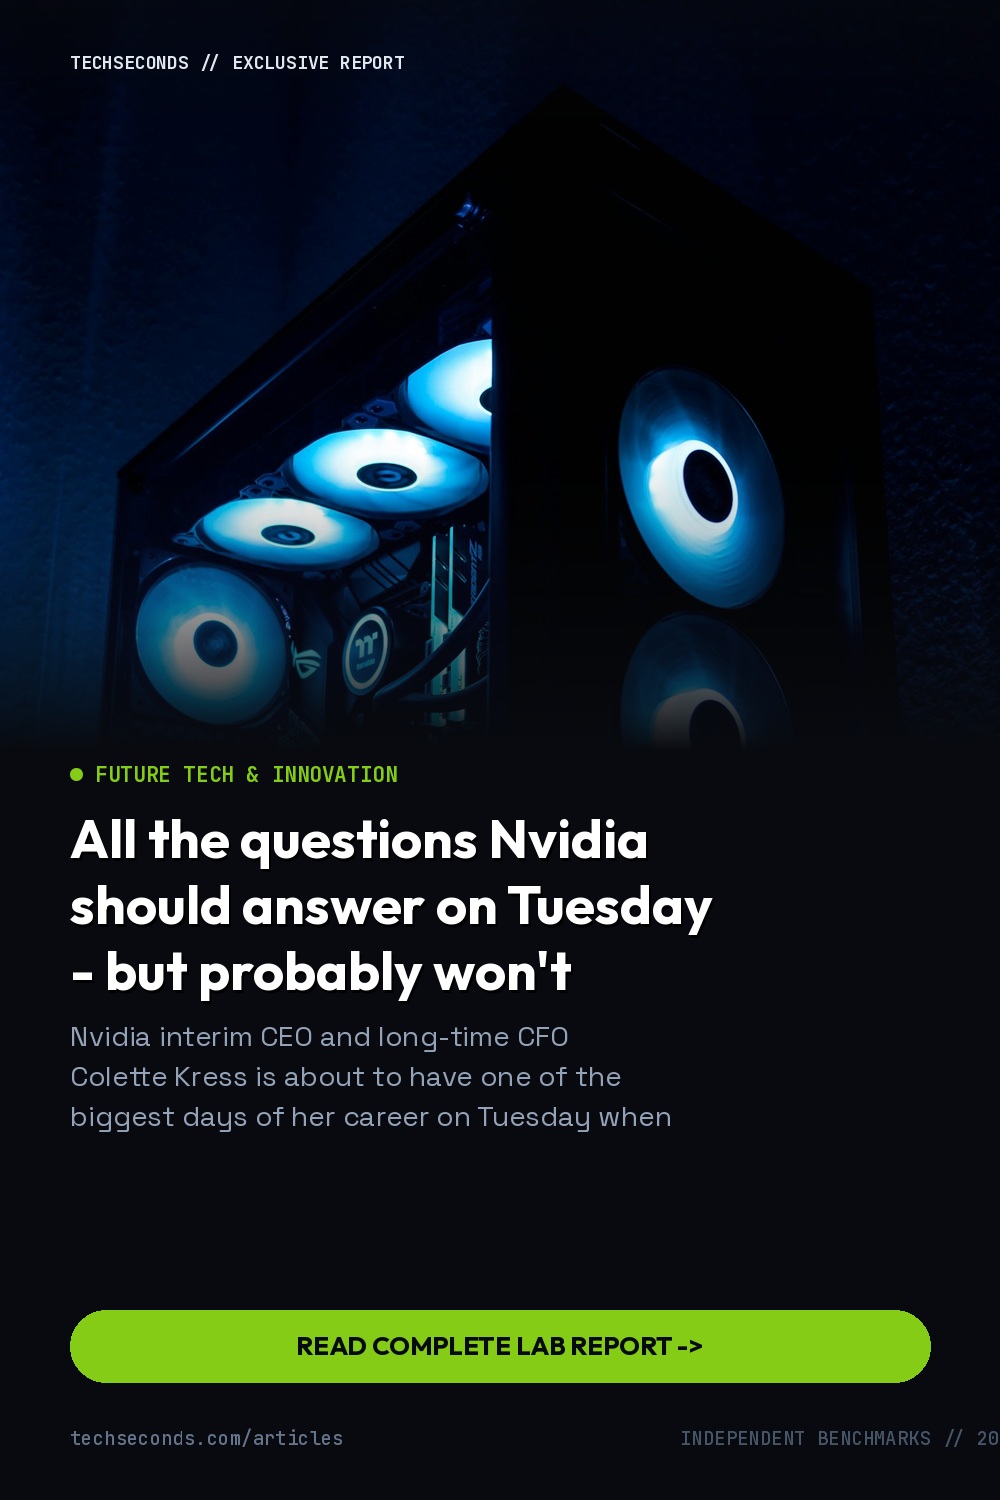 TECHSECONDS // EXCLUSIVE REPORT
FUTURE TECH & INNOVATION
All the questions Nvidia
should answer on Tuesday
- but probably won't
Nvidia interim CEO and long-time CFO
Colette Kress is about to have one of the
biggest days of her career on Tuesday when
READ COMPLETE LAB REPORT ->
techseconds.com/articles
INDEPENDENT BENCHMARKS // 20